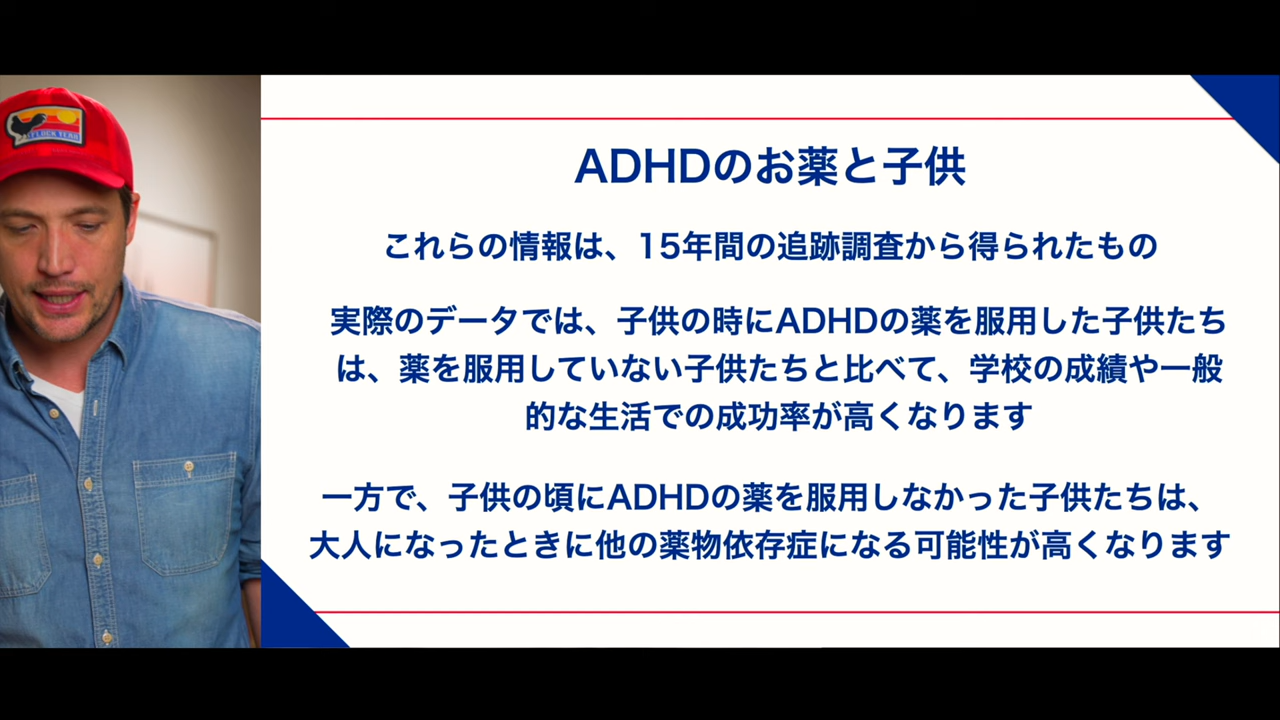 ADHDのお薬と子供
これらの情報は、15年間の追跡調査から得られたもの
実際のデータでは、子供の時にADHDの薬を服用した子供たち
は、薬を服用していない子供たちと比べて、学校の成績や一般
的な生活での成功率が高くなります
一方で、子供の頃にADHDの薬を服用しなかった子供たちは、
大人になったときに他の薬物依存症になる可能性が高くなります